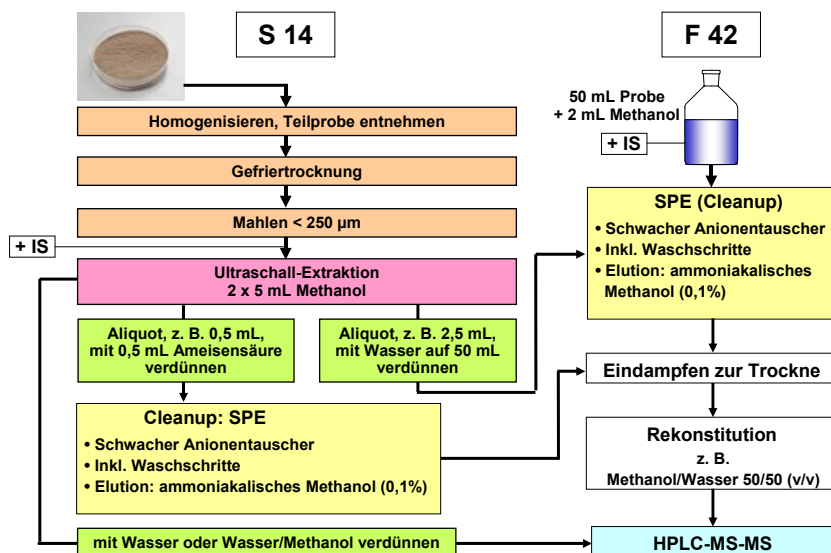 S 14
Homogenisieren, Teilprobe entnehmen
Gefriertrocknung
Mahlen < 250 µm
+ IS
Ultraschall-Extraktion
2 x 5 mL Methanol
Aliquot, z. B. 0,5 mL,
mit 0,5 mL Ameisensäure
verdünnen
Aliquot, z. B. 2,5 mL,
mit Wasser auf 50 mL
verdünnen
Cleanup: SPE
• Schwacher Anionentauscher
• Inkl. Waschschritte
• Elution: ammoniakalisches Methanol (0,1%)
mit Wasser oder Wasser/Methanol verdünnen
F 42
50 mL Probe
+ 2 mL Methanol
+ IS
SPE (Cleanup)
• Schwacher Anionentauscher
• Inkl. Waschschritte
• Elution: ammoniakalisches
Methanol (0,1%)
Eindampfen zur Trockne
Rekonstitution
z. B.
Methanol/Wasser 50/50 (v/v)
HPLC-MS-MS